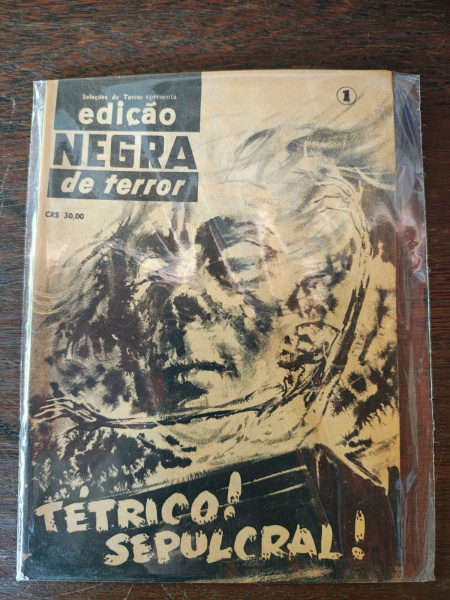 Seleções de Terror apresenta
edição
NEGRA
de terror
1
CR$ 30,00
TÉTRICO!
SEPULCRAL!